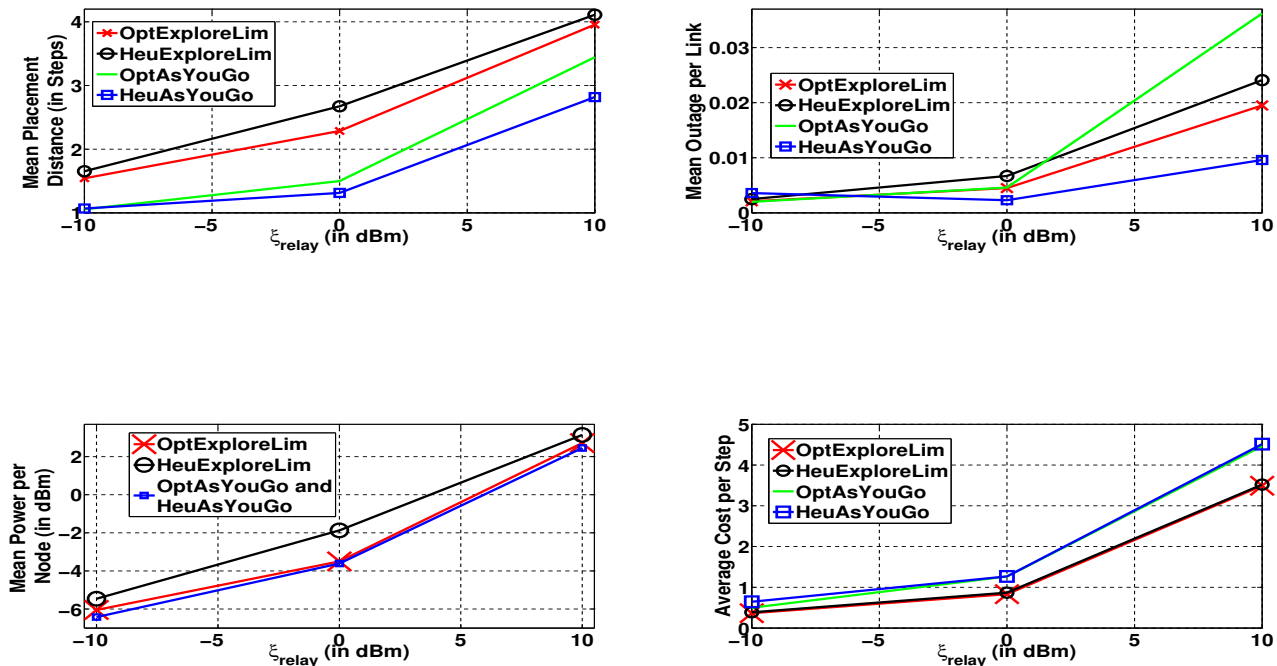 Mean Placement
Distance (in Steps)
4
3
2
1
OptExploreLim
HeuExploreLim
OptAsYouGo
HeuAsYouGo
−10
−5
0
5
10
ξrelay (in dBm)
Mean Outage per Link
0.03
0.02
0.01
0
OptExploreLim
HeuExploreLim
OptAsYouGo
HeuAsYouGo
−10
−5
0
5
10
ξrelay (in dBm)
Mean Power per
Node (in dBm)
2
0
−2
−4
−6
OptExploreLim
HeuExploreLim
OptAsYouGo and
HeuAsYouGo
−10
−5
0
5
10
ξrelay (in dBm)
Average Cost per Step
5
4
3
2
1
0
OptExploreLim
HeuExploreLim
OptAsYouGo
HeuAsYouGo
−10
−5
0
5
10
ξrelay (in dBm)